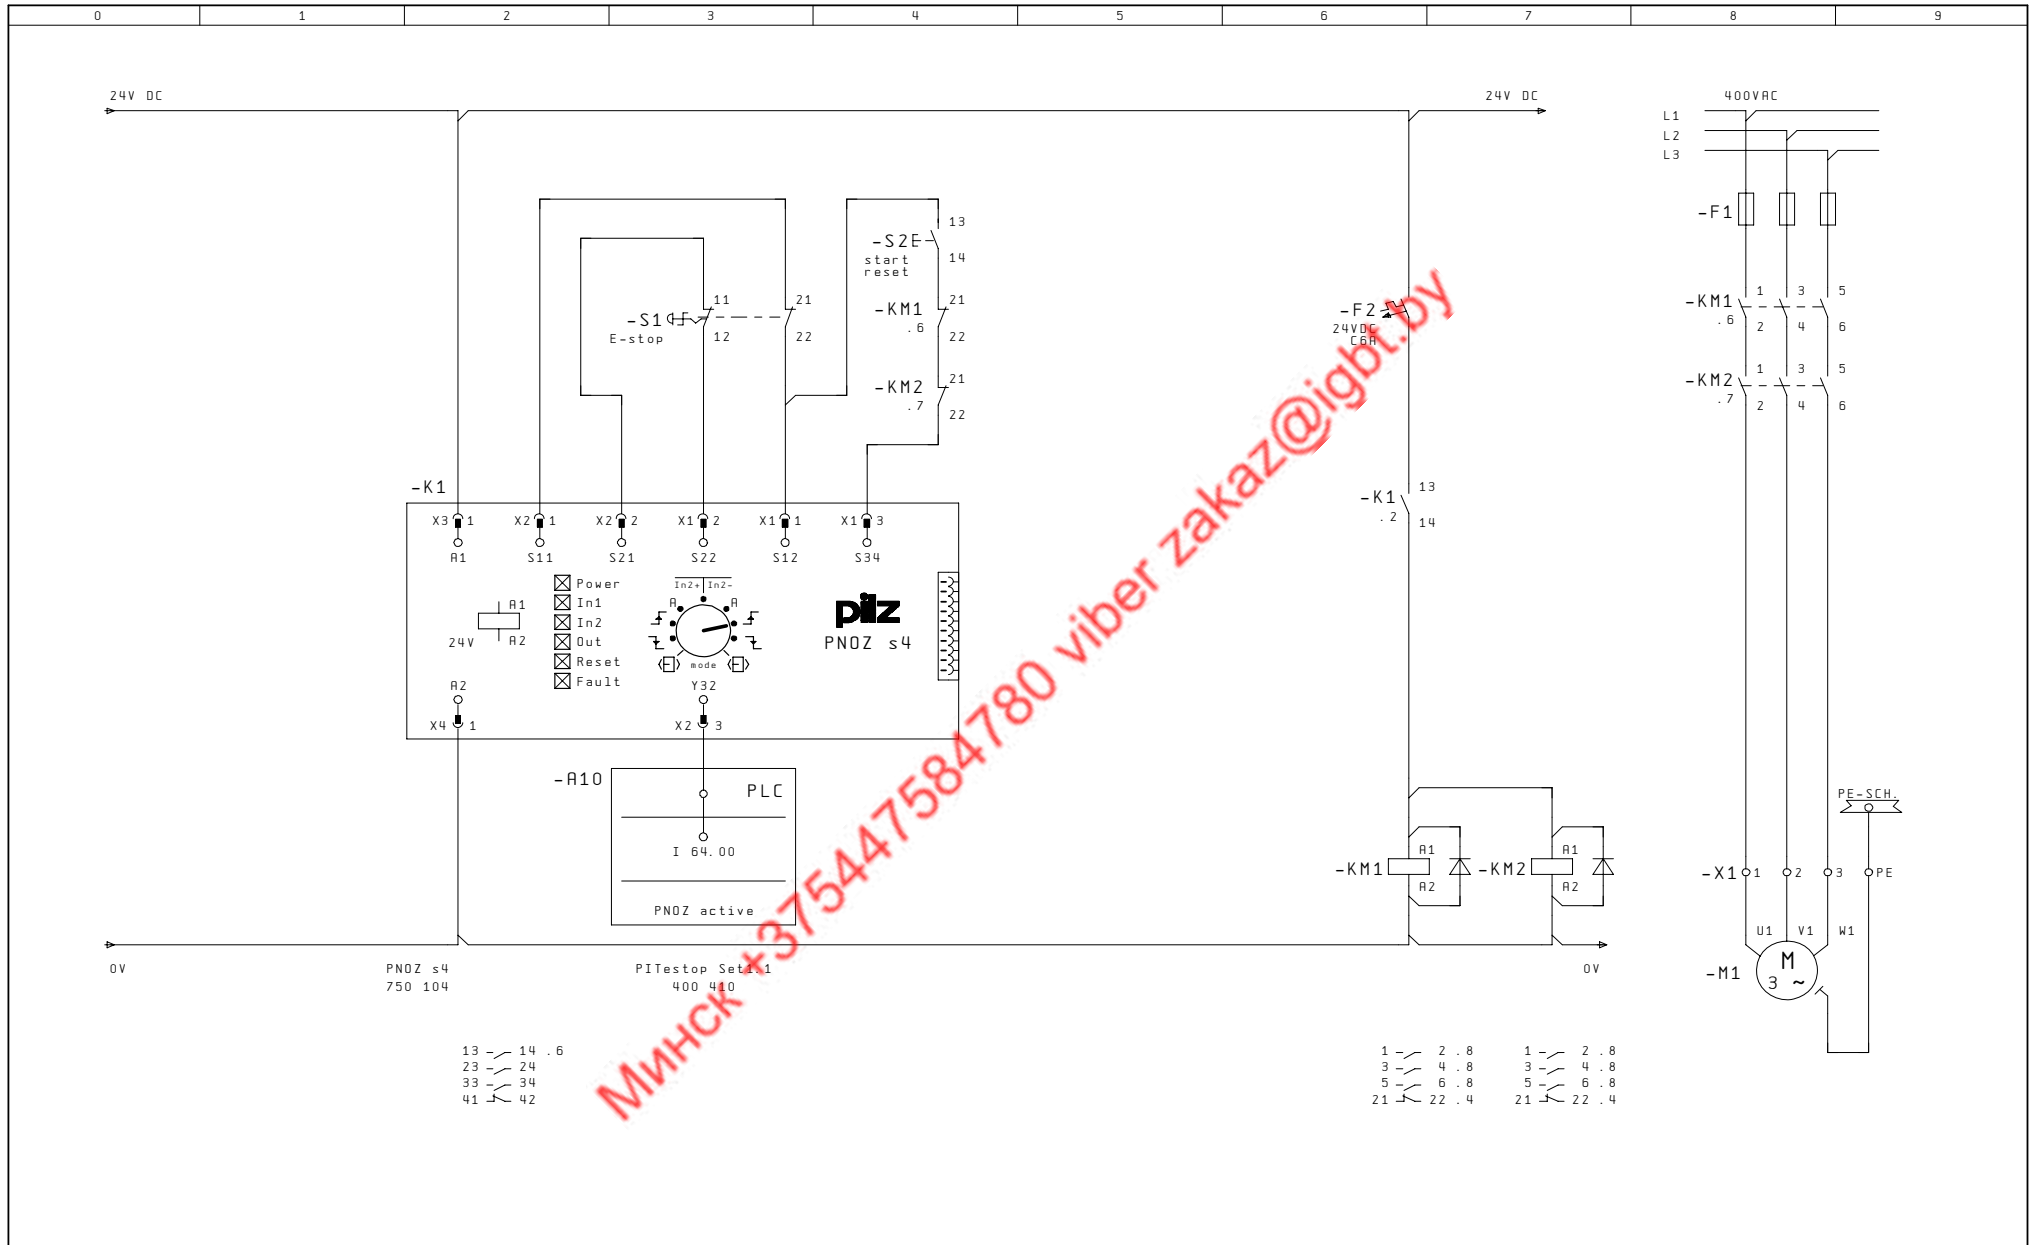 0 1 2 3 4 5 6 7 8 9
24V DC 24V DC 400VAC
L1
L2
L3
13
-S2
14
start
reset
-F1
11 21
-S1
E-stop
12 22
21
-KM1
.6
22
21
-KM2
.7
22
-F2
24VDC
C6A
1 3 5
-KM1
.6
2 4 6
1 3 5
-KM2
.7
2 4 6
-K1
X3 1 X2 1 X2 2 X1 2 X1 1 X1 3
A1 S11 S21 S22 S12 S34
13
-K1
.2
14
Power
In1
In2
Out
Reset
Fault
In2+ In2-
A A
mode
A1
24V
A2
pilz
PNOZ s4
A2 Y32
X4 1 X2 3
-A10
PLC
I 64.00
PNOZ active
A1 A1
-KM1 -KM2
A2 A2
PE-SCH.
-X1 1 2 3 PE
U1 V1 W1
-M1
M
3 ~
0V 0V
PNOZ s4
750 104
PITestop Set1.1
400 410
13 14 .6
23 24
33 34
41 42
1 2 .8
3 4 .8
5 6 .8
21 22 .4
1 2 .8
3 4 .8
5 6 .8
21 22 .4
Минск +375447584780 viber zakaz@igbt.by